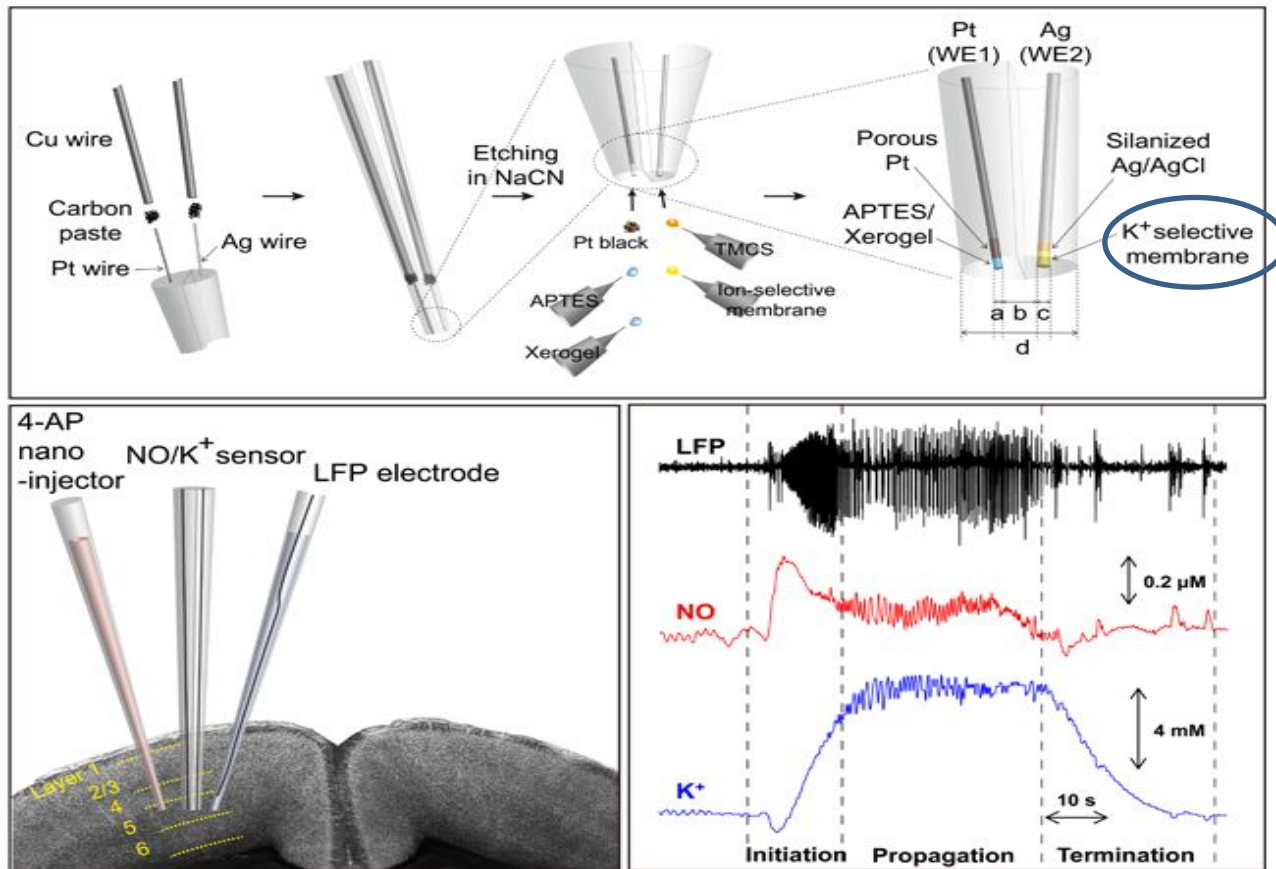 Pt
(WE1)
Ag
(WE2)
Cu wire
Carbon
paste
Pt wire
Ag wire
Etching
in NaCN
Pt black
TMCS
APTES
Ion-selective
membrane
Xerogel
Porous
Pt
APTES/
Xerogel
Silanized
Ag/AgCl
K+ selective
membrane
a b c
d
4-AP
nano
-injector
NO/K+ sensor
LFP electrode
Layer 1
2/3
4
5
6
LFP
0.2 µM
NO
4 mM
K+
10 s
Initiation Propagation Termination